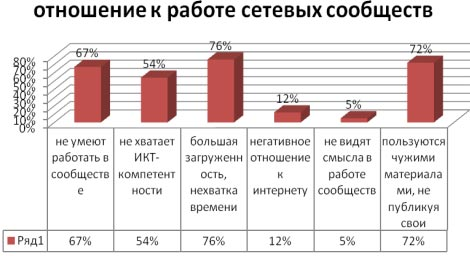 отношение к работе сетевых сообществ
67%
54%
76%
12%
5%
72%
80%
70%
60%
50%
40%
30%
20%
10%
0%
не умеют
работать в
сообществ
е
не хватает
ИКТ-
компетент
ности
большая
загруженн
ость,
нехватка
времени
негативное
отношение
к
интернету
не видят
смысла в
работе
сообществ
пользуются
чужими
материала
ми, не
публикуя
свои
Ряд1 67% 54% 76% 12% 5% 72%